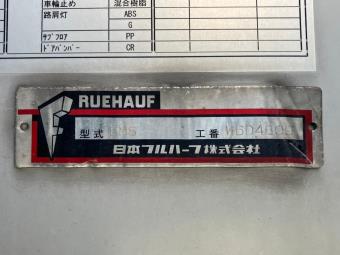 車輪止め 混合樹脂
路肩灯 ABS
G
サブフロア PP
ドアバンパー CR
FRUEHAUF
型式 工番
日本フルハーフ株式会社